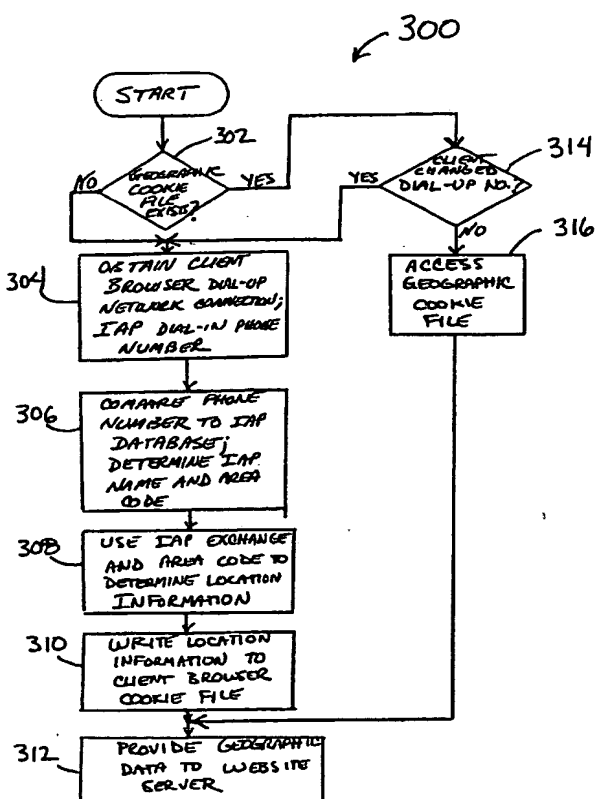 300
START
302
GEOGRAPHIC
COOKIE
FILE
EXISTS?
NO
YES
CLIENT
CHANGED
DIAL-UP NO.?
314
YES
NO
316
304
OBTAIN CLIENT
BROWSER DIAL-UP
NETWORK CONNECTION;
IAP DIAL-IN PHONE
NUMBER
ACCESS
GEOGRAPHIC
COOKIE
FILE
306
COMPARE PHONE
NUMBER TO IAP
DATABASE;
DETERMINE IAP
NAME AND AREA
CODE
308
USE IAP EXCHANGE
AND AREA CODE TO
DETERMINE LOCATION
INFORMATION
310
WRITE LOCATION
INFORMATION TO
CLIENT BROWSER
COOKIE FILE
312
PROVIDE GEOGRAPHIC
DATA TO WEBSITE
SERVER